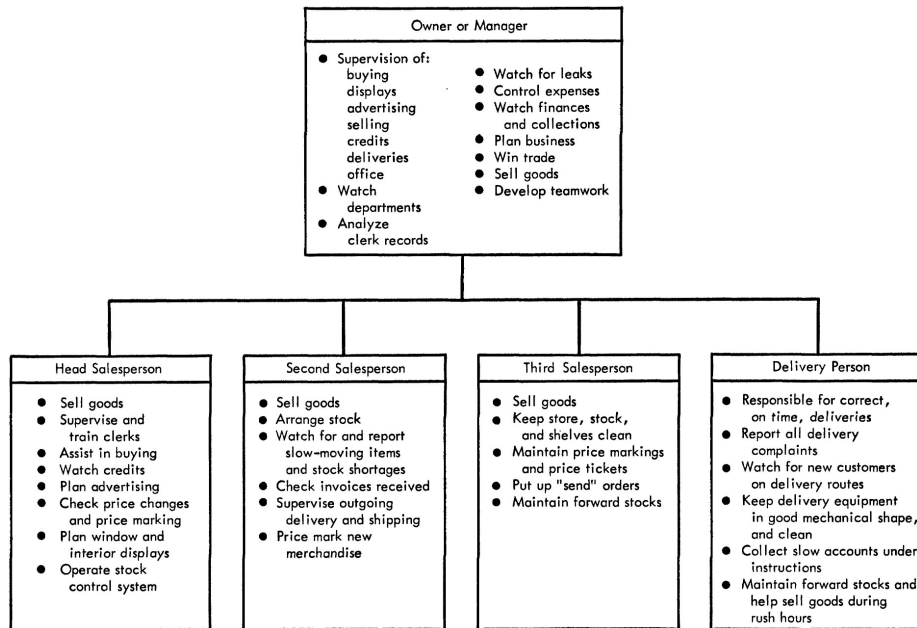 Owner or Manager
● Supervision of:
buying
displays
advertising
selling
credits
deliveries
office
● Watch
departments
● Analyze
clerk records
● Watch for leaks
● Control expenses
● Watch finances
and collections
● Plan business
● Win trade
● Sell goods
● Develop teamwork
Head Salesperson
● Sell goods
● Supervise and
train clerks
● Assist in buying
● Watch credits
● Plan advertising
● Check price changes
and price marking
● Plan window and
interior displays
● Operate stock
control system
Second Salesperson
● Sell goods
● Arrange stock
● Watch for and report
slow-moving items
and stock shortages
● Check invoices received
● Supervise outgoing
delivery and shipping
● Price mark new
merchandise
Third Salesperson
● Sell goods
● Keep store, stock,
and shelves clean
● Maintain price markings
and price tickets
● Put up "send" orders
● Maintain forward stocks
Delivery Person
● Responsible for correct,
on time, deliveries
● Report all delivery
complaints
● Watch for new customers
on delivery routes
● Keep delivery equipment
in good mechanical shape,
and clean
● Collect slow accounts under
instructions
● Maintain forward stocks and
help sell goods during
rush hours